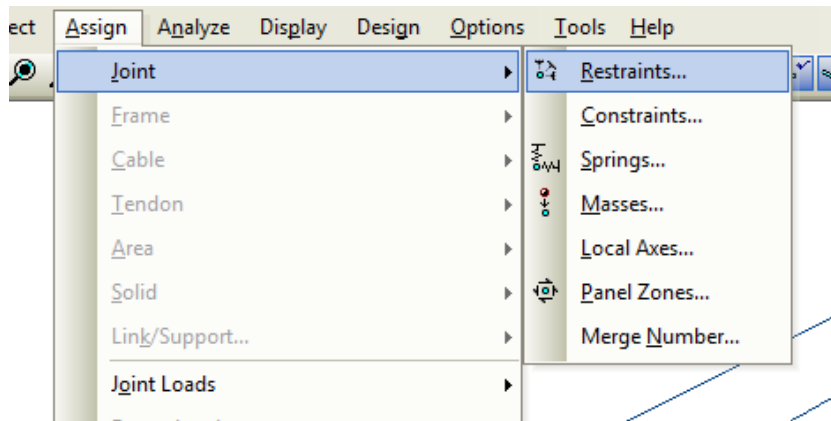 ect Assign Analyze Display Design Options Tools Help
Joint
Frame
Cable
Tendon
Area
Solid
Link/Support...
Joint Loads
Restraints...
Constraints...
Springs...
Masses...
Local Axes...
Panel Zones...
Merge Number...